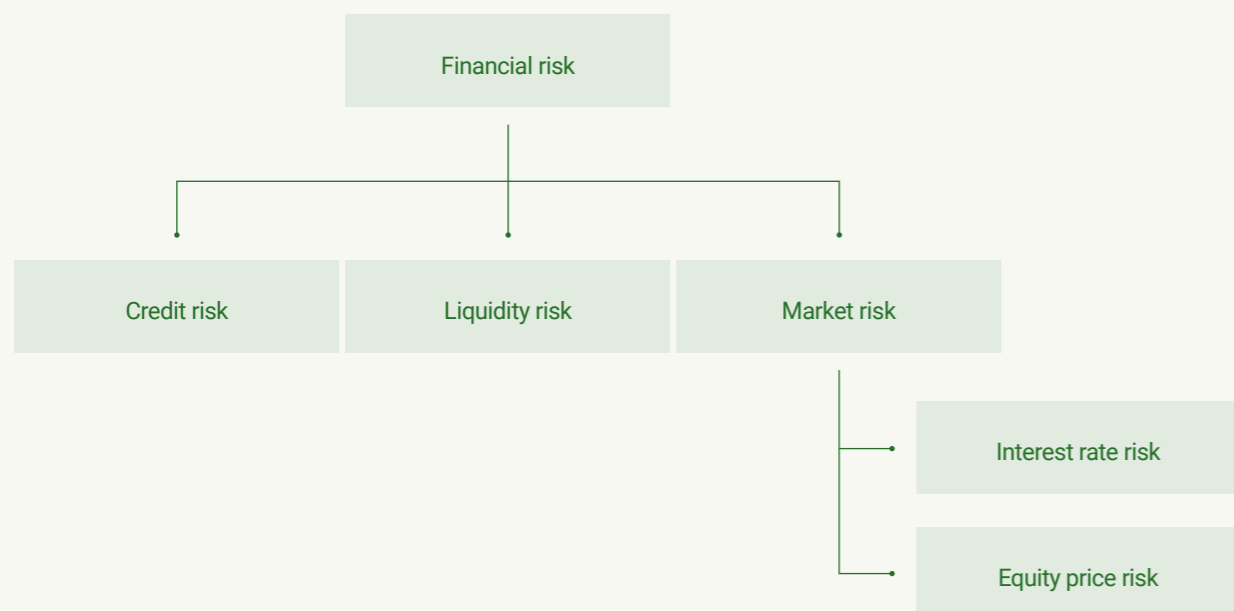 Financial risk
Credit risk
Liquidity risk
Market risk
Interest rate risk
Equity price risk